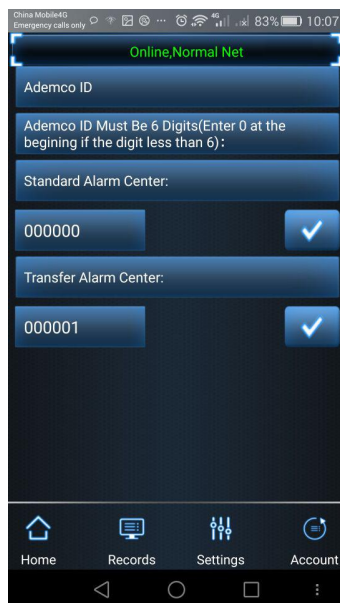 China Mobile4G
Emergency calls only 4G 83% 10:07
Online,Normal Net
Ademco ID
Ademco ID Must Be 6 Digits(Enter 0 at the
begining if the digit less than 6):
Standard Alarm Center:
000000
Transfer Alarm Center:
000001
Home Records Settings Account